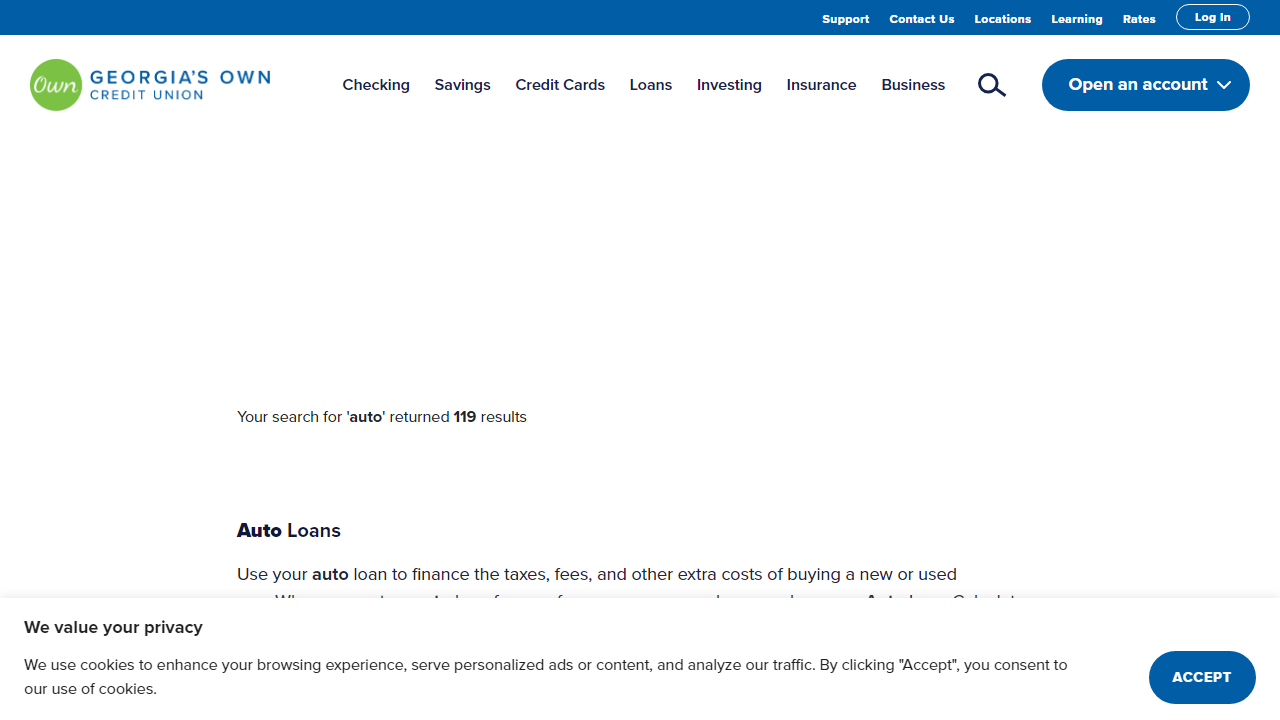 Support Contact Us Locations Learning Rates Log In
Own GEORGIA'S OWN
CREDIT UNION
Checking Savings Credit Cards Loans Investing Insurance Business Open an account
Your search for 'auto' returned 119 results
Auto Loans
Use your auto loan to finance the taxes, fees, and other extra costs of buying a new or used
We value your privacy
We use cookies to enhance your browsing experience, serve personalized ads or content, and analyze our traffic. By clicking "Accept", you consent to
our use of cookies.
ACCEPT